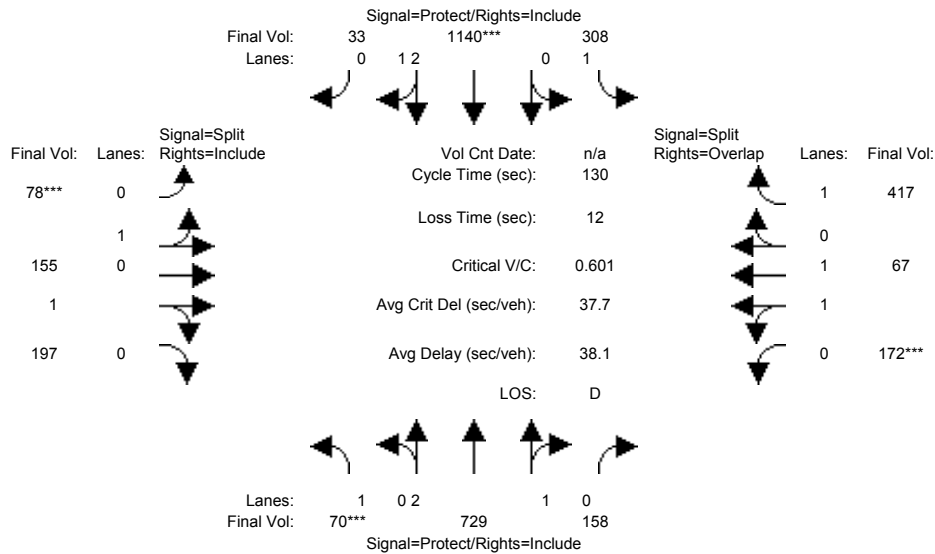 Signal=Protect/Rights=Include
Final Vol: 33 1140*** 308
Lanes: 0 1 2 0 1
Signal=Split Signal=Split
Final Vol: Lanes: Rights=Include Vol Cnt Date: n/a Rights=Overlap Lanes: Final Vol:
Cycle Time (sec): 130
78*** 0 1 417
Loss Time (sec): 12
1 0
155 0 Critical V/C: 0.601 1 67
1 Avg Crit Del (sec/veh): 37.7 1
197 0 Avg Delay (sec/veh): 38.1 0 172***
LOS: D
Lanes: 1 0 2 1 0
Final Vol: 70*** 729 158
Signal=Protect/Rights=Include